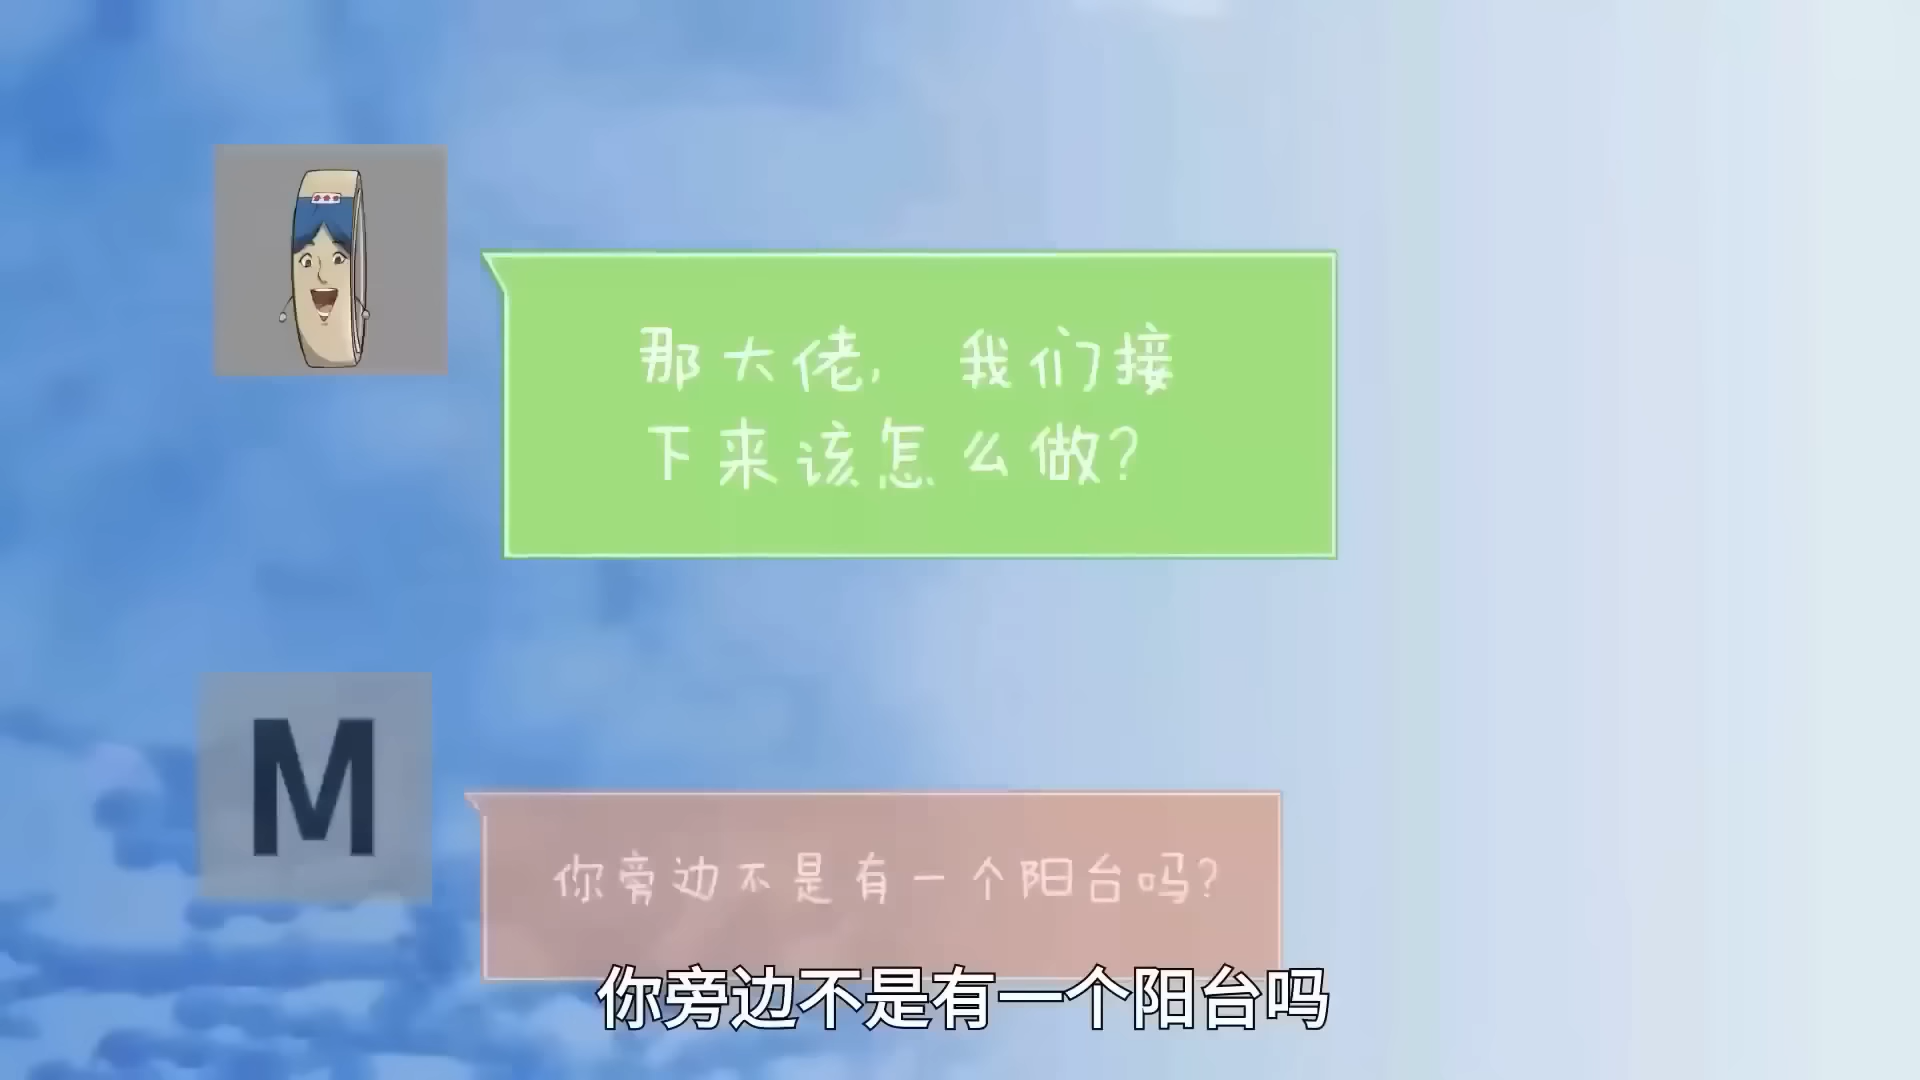 那大佬，我们接
下来该怎么做？
M
你旁边不是有一个阳台吗？
你旁边不是有一个阳台吗